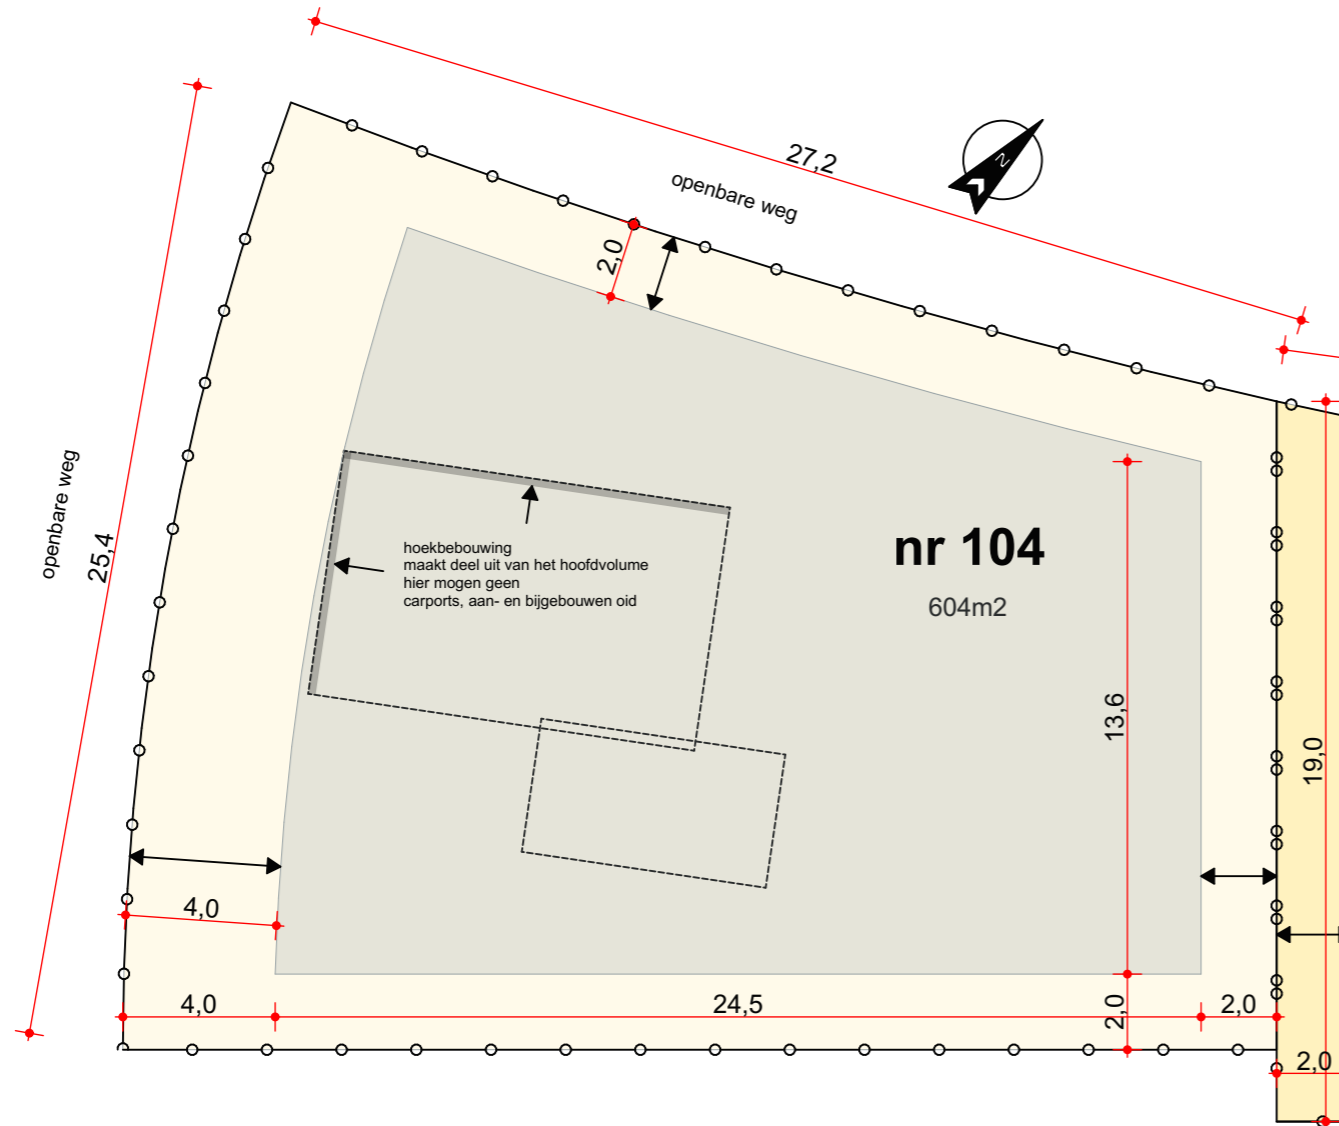 27,2
openbare weg
N
2,0
openbare weg
25,4
hoekbebouwing
maakt deel uit van het hoofdvolume
hier mogen geen
carports, aan- en bijgebouwen oid
nr 104
604m2
13,6
19,0
4,0
4,0
24,5
2,0
2,0
2,0